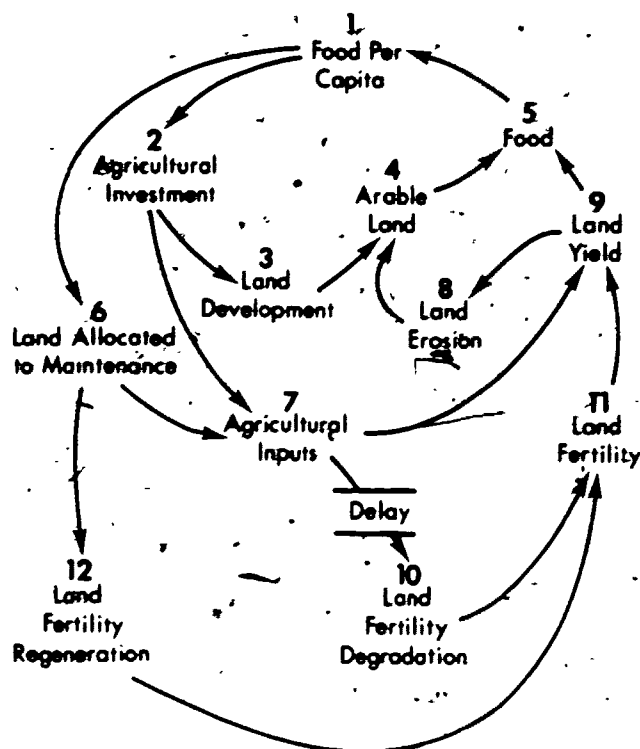 1
Food Per
Capita
5
Food
2
Agricultural
Investment
4
Arable
Land
9
Land
Yield
3
Land
Development
8
Land
Erosion
6
Land Allocated
to Maintenance
7
Agricultural
Inputs
11
Land
Fertility
Delay
12
Land
Fertility
Regeneration
10
Land
Fertility
Degradation